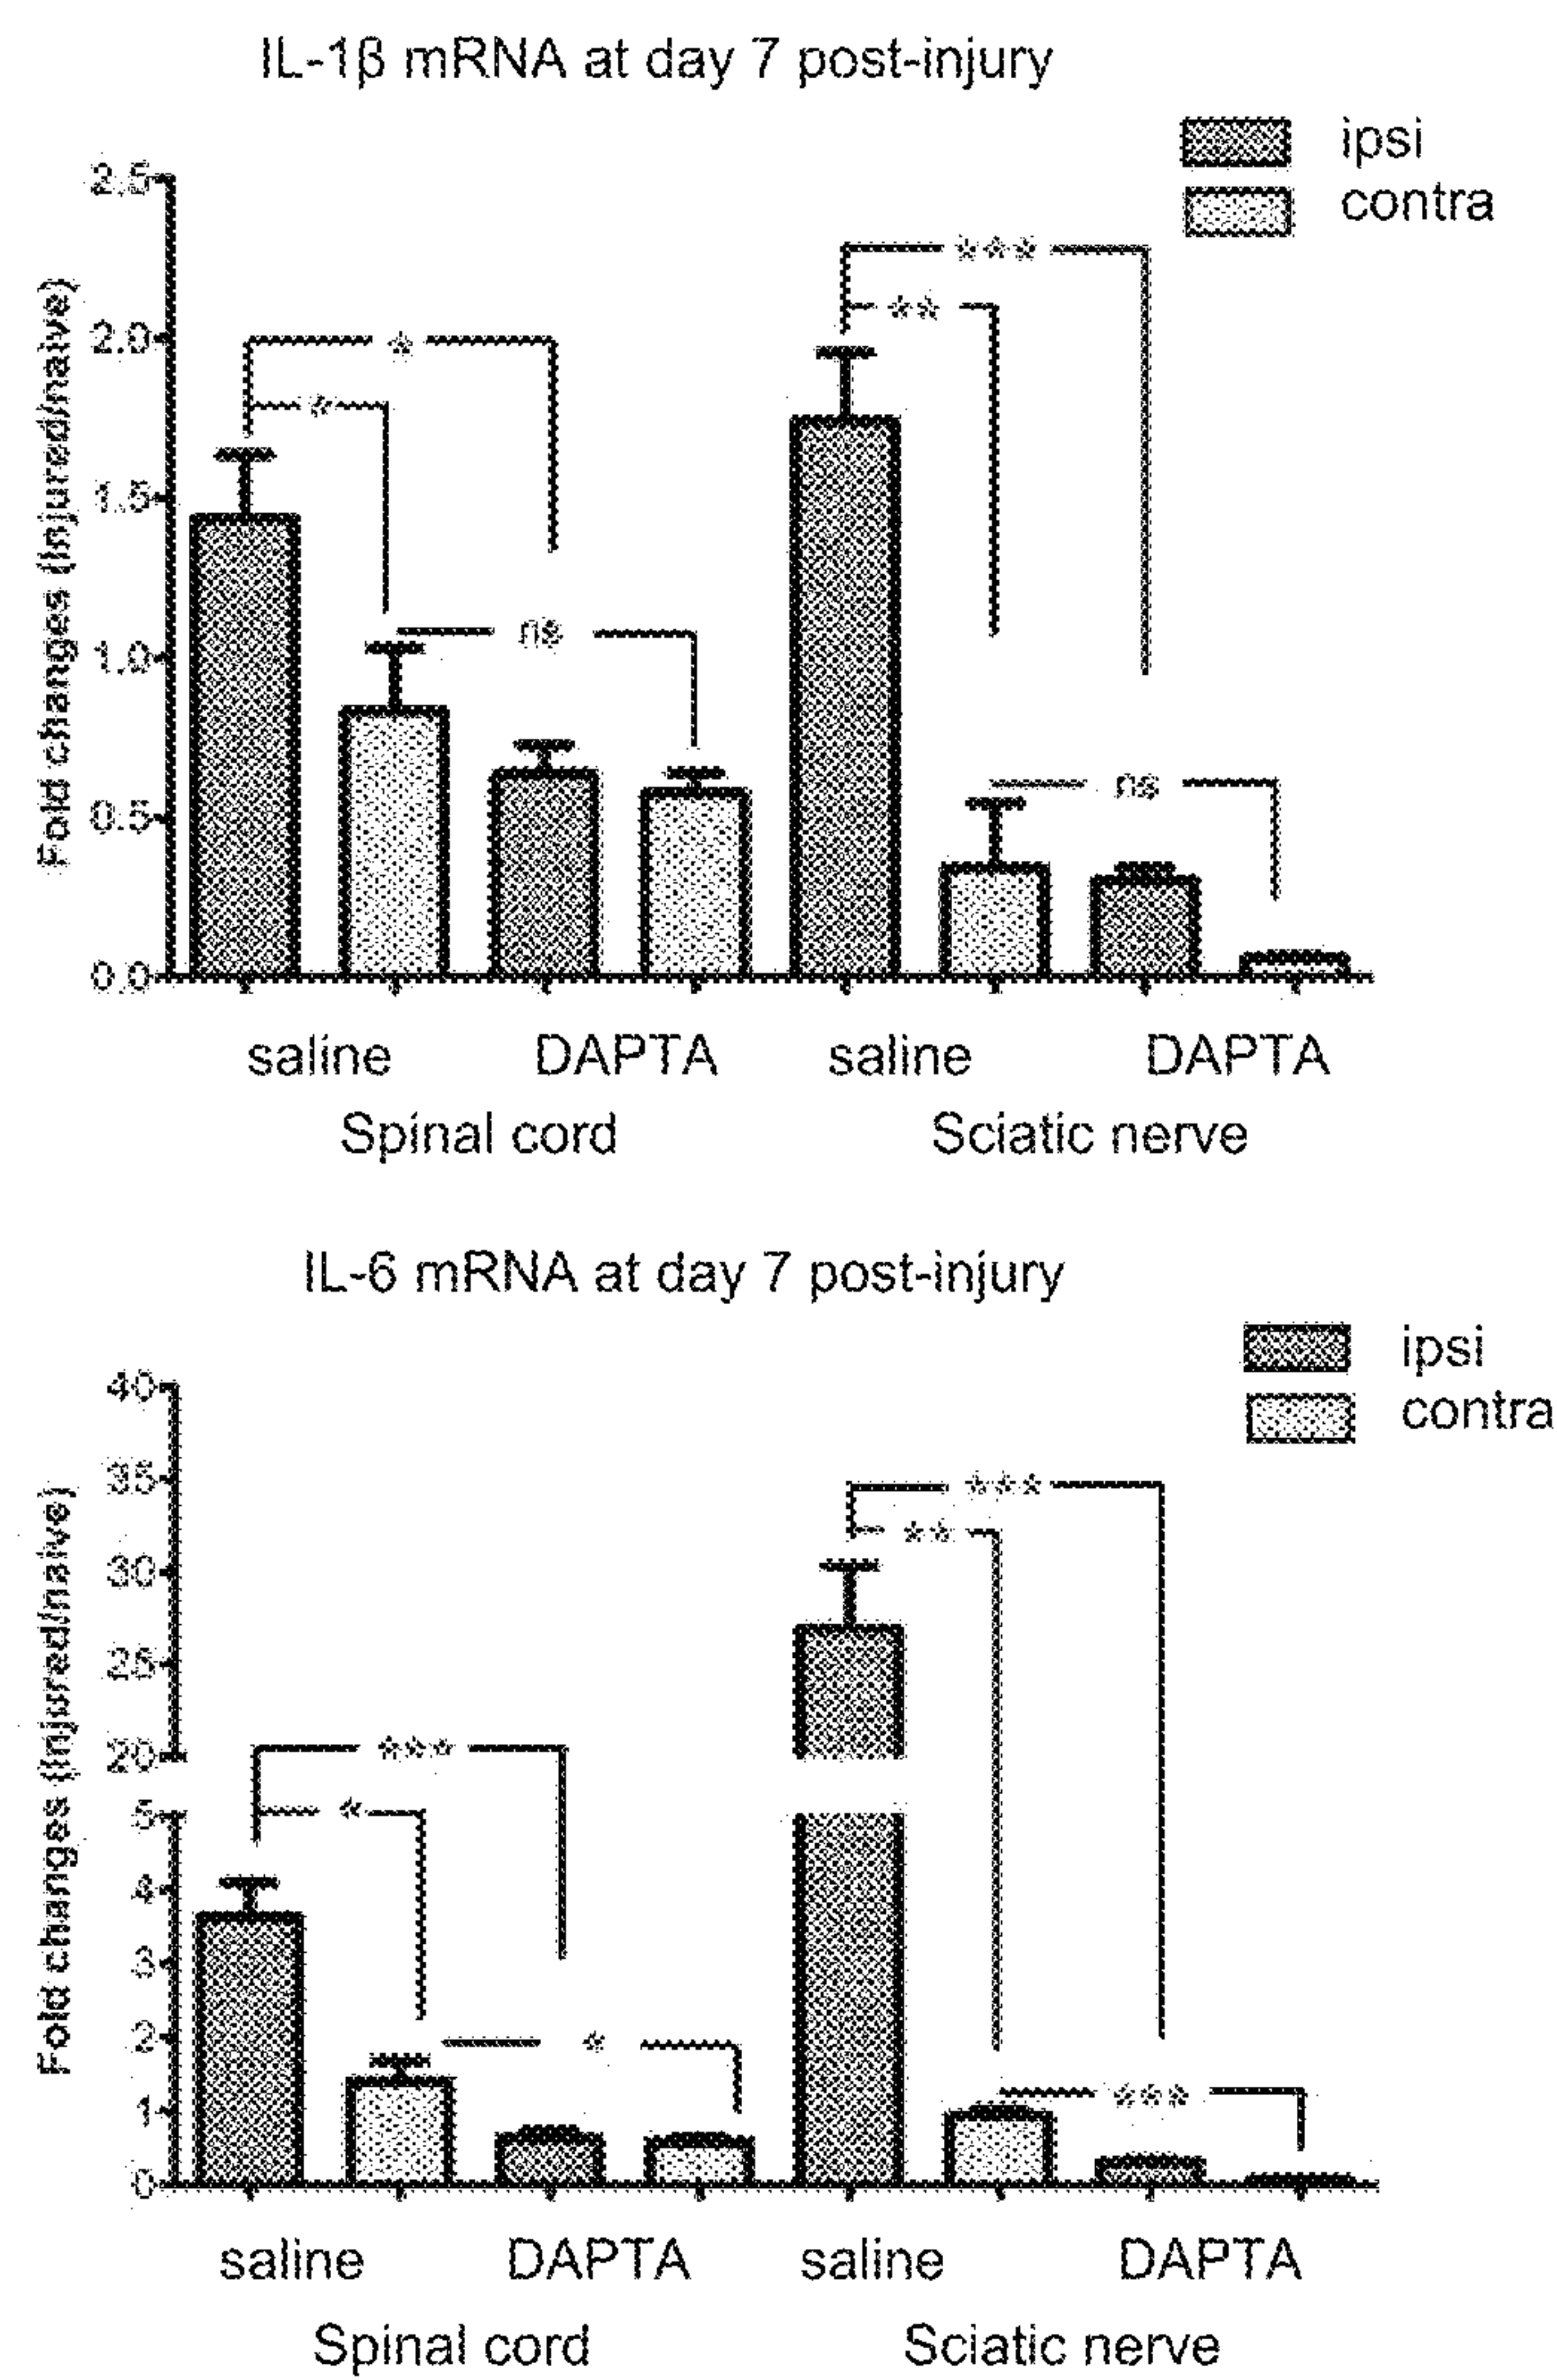 IL-1β mRNA at day 7 post-injury
ipsi
contra
Fold changes (injured/naive)
2.5
2.0
1.5
1.0
0.5
0.0
***
**
*
*
ns
ns
saline DAPTA saline DAPTA
Spinal cord Sciatic nerve
IL-6 mRNA at day 7 post-injury
ipsi
contra
Fold changes (injured/naive)
40
35
30
25
20
5
4
3
2
1
0
***
**
***
*
*
***
saline DAPTA saline DAPTA
Spinal cord Sciatic nerve